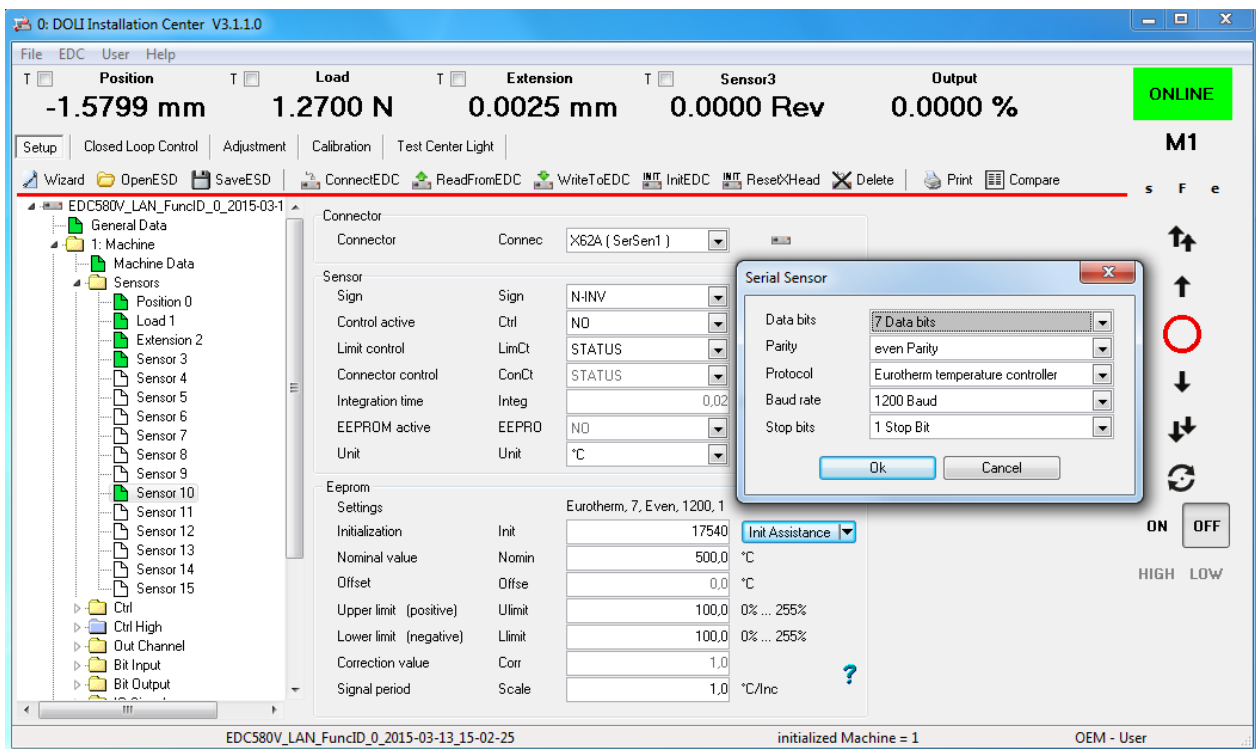 0: DOLI Installation Center V3.1.1.0
File EDC User Help
T Position T Load T Extension T Sensor3 Output
-1.5799 mm 1.2700 N 0.0025 mm 0.0000 Rev 0.0000 %
ONLINE
M1
Setup Closed Loop Control Adjustment Calibration Test Center Light
Wizard OpenESD SaveESD ConnectEDC ReadFromEDC WriteToEDC INIT InitEDC INIT ResetXHead Delete Print Compare
s F e
EDC580V_LAN_FuncID_0_2015-03-1
General Data
1: Machine
Machine Data
Sensors
Position 0
Load 1
Extension 2
Sensor 3
Sensor 4
Sensor 5
Sensor 6
Sensor 7
Sensor 8
Sensor 9
Sensor 10
Sensor 11
Sensor 12
Sensor 13
Sensor 14
Sensor 15
Ctrl
Ctrl High
Out Channel
Bit Input
Bit Output
Connector
Connector Connec X62A ( SerSen1 )
Sensor
Sign Sign N-INV
Control active Ctrl NO
Limit control LimCt STATUS
Connector control ConCt STATUS
Integration time Integ 0,02
EEPROM active EEPRO NO
Unit Unit °C
Eeprom
Settings Eurotherm, 7, Even, 1200, 1
Initialization Init 17540 Init Assistance
Nominal value Nomin 500,0 °C
Offset Offse 0,0 °C
Upper limit (positive) Ulimit 100,0 0% ... 255%
Lower limit (negative) Llimit 100,0 0% ... 255%
Correction value Corr 1,0
Signal period Scale 1,0 °C/Inc
?
Serial Sensor
Data bits 7 Data bits
Parity even Parity
Protocol Eurotherm temperature controller
Baud rate 1200 Baud
Stop bits 1 Stop Bit
Ok Cancel
ON OFF
HIGH LOW
EDC580V_LAN_FuncID_0_2015-03-13_15-02-25 initialized Machine = 1 OEM - User